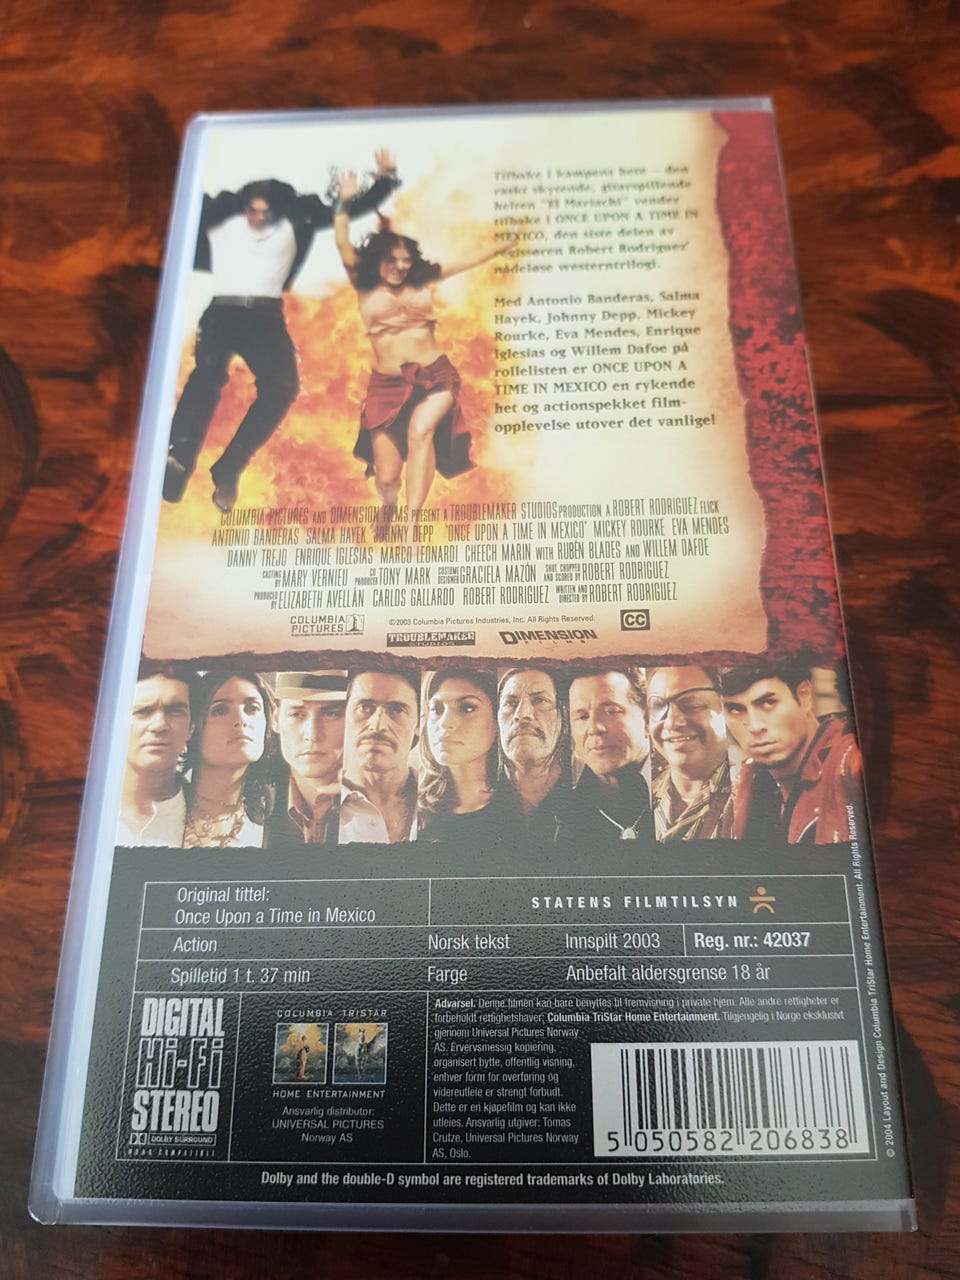 Tilbake i kampens hete – den
raskt skytende, gitarspillende
helten "El Mariachi" vender
tilbake i ONCE UPON A TIME IN
MEXICO, den siste delen av
regissøren Robert Rodriguez'
nådeløse westerntrilogi.
Med Antonio Banderas, Salma
Hayek, Johnny Depp, Mickey
Rourke, Eva Mendes, Enrique
Iglesias og Willem Dafoe på
rollelisten er ONCE UPON A
TIME IN MEXICO en rykende
het og actionspekket film-
opplevelse utover det vanlige!
COLUMBIA PICTURES AND DIMENSION FILMS PRESENT A TROUBLEMAKER STUDIOS PRODUCTION A ROBERT RODRIGUEZ FLICK
ANTONIO BANDERAS SALMA HAYEK JOHNNY DEPP "ONCE UPON A TIME IN MEXICO" MICKEY ROURKE EVA MENDES
DANNY TREJO ENRIQUE IGLESIAS MARCO LEONARDI CHEECH MARIN WITH RUBÉN BLADES AND WILLEM DAFOE
CASTING BY MARY VERNIEU CO PRODUCER TONY MARK COSTUME DESIGNER GRACIELA MAZÓN SHOT, CHOPPED AND SCORED BY ROBERT RODRIGUEZ
PRODUCED BY ELIZABETH AVELLÁN CARLOS GALLARDO ROBERT RODRIGUEZ WRITTEN AND DIRECTED BY ROBERT RODRIGUEZ
COLUMBIA
PICTURES
©2003 Columbia Pictures Industries, Inc. All Rights Reserved.
CC
TROUBLEMAKER
STUDIOS
DIMENSION
FILMS
Original tittel:
Once Upon a Time in Mexico
STATENS FILMTILSYN
Action
Norsk tekst
Innspilt 2003
Reg. nr.: 42037
Spilletid 1 t. 37 min
Farge
Anbefalt aldersgrense 18 år
DIGITAL
Hi-Fi
STEREO
DOLBY SURROUND
COLUMBIA TRISTAR
HOME ENTERTAINMENT
Ansvarlig distributør:
UNIVERSAL PICTURES
Norway AS
Advarsel. Denne filmen kan bare benyttes til fremvisning i private hjem. Alle andre rettigheter er
forbeholdt rettighetshaver; Columbia TriStar Home Entertainment. Tilgjengelig i Norge eksklusivt
gjennom Universal Pictures Norway
AS. Ervervsmessig kopiering,
organisert bytte, offentlig visning,
enhver form for overføring og
videreutleie er strengt forbudt.
Dette er en kjøpefilm og kan ikke
utleies. Ansvarlig utgiver: Tomas
Crutze, Universal Pictures Norway
AS, Oslo.
5 050582 206838
Dolby and the double-D symbol are registered trademarks of Dolby Laboratories.
© 2004 Layout and Design Columbia TriStar Home Entertainment. All Rights Reserved.